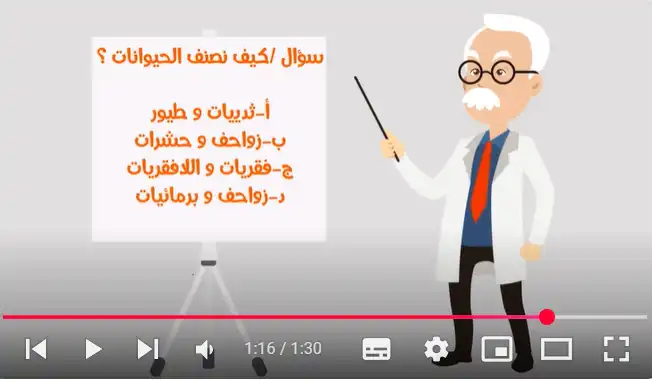 سؤال /كيف نصنف الحيوانات ؟
أ-ثدييات و طيور
ب-زواحف و حشرات
ج-فقريات و اللافقريات
د-زواحف و برمائيات
1:16 / 1:30